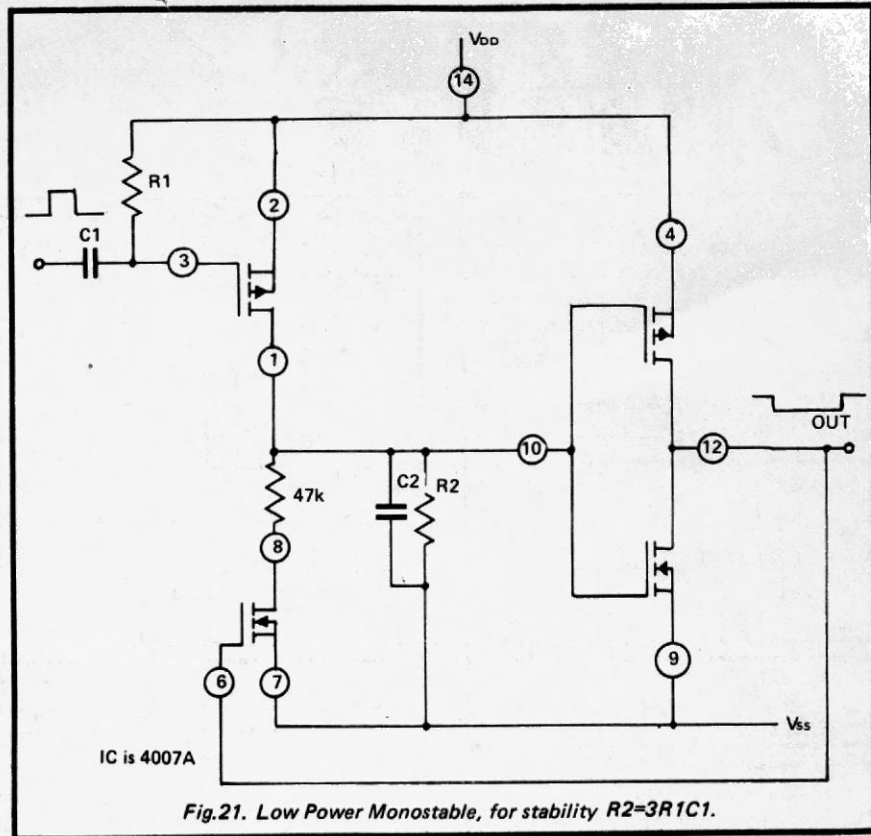 VDD
14
R1
2
C1
3
4
1
OUT
10
12
C2
R2
47k
8
6
7
9
VSS
IC is 4007A
Fig.21. Low Power Monostable, for stability R2=3R1C1.